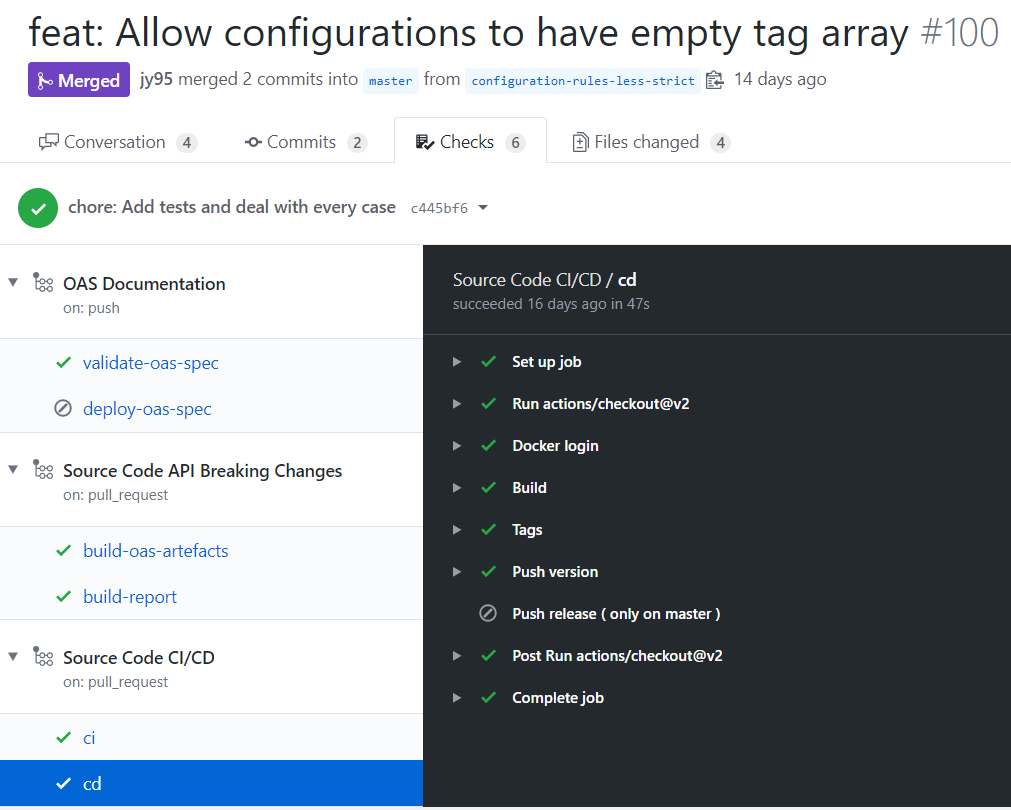 feat: Allow configurations to have empty tag array #100
Merged jy95 merged 2 commits into master from configuration-rules-less-strict 14 days ago
Conversation 4 Commits 2 Checks 6 Files changed 4
chore: Add tests and deal with every case c445bf6
OAS Documentation
on: push
validate-oas-spec
deploy-oas-spec
Source Code API Breaking Changes
on: pull_request
build-oas-artefacts
build-report
Source Code CI/CD
on: pull_request
ci
cd
Source Code CI/CD / cd
succeeded 16 days ago in 47s
Set up job
Run actions/checkout@v2
Docker login
Build
Tags
Push version
Push release ( only on master )
Post Run actions/checkout@v2
Complete job